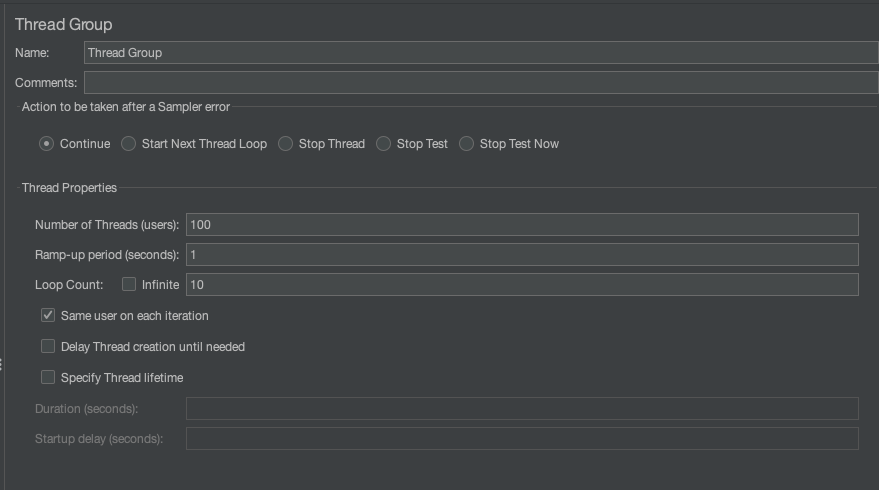 Thread Group
Name: Thread Group
Comments:
Action to be taken after a Sampler error
Continue Start Next Thread Loop Stop Thread Stop Test Stop Test Now
Thread Properties
Number of Threads (users): 100
Ramp-up period (seconds): 1
Loop Count: Infinite 10
Same user on each iteration
Delay Thread creation until needed
Specify Thread lifetime
Duration (seconds):
Startup delay (seconds):